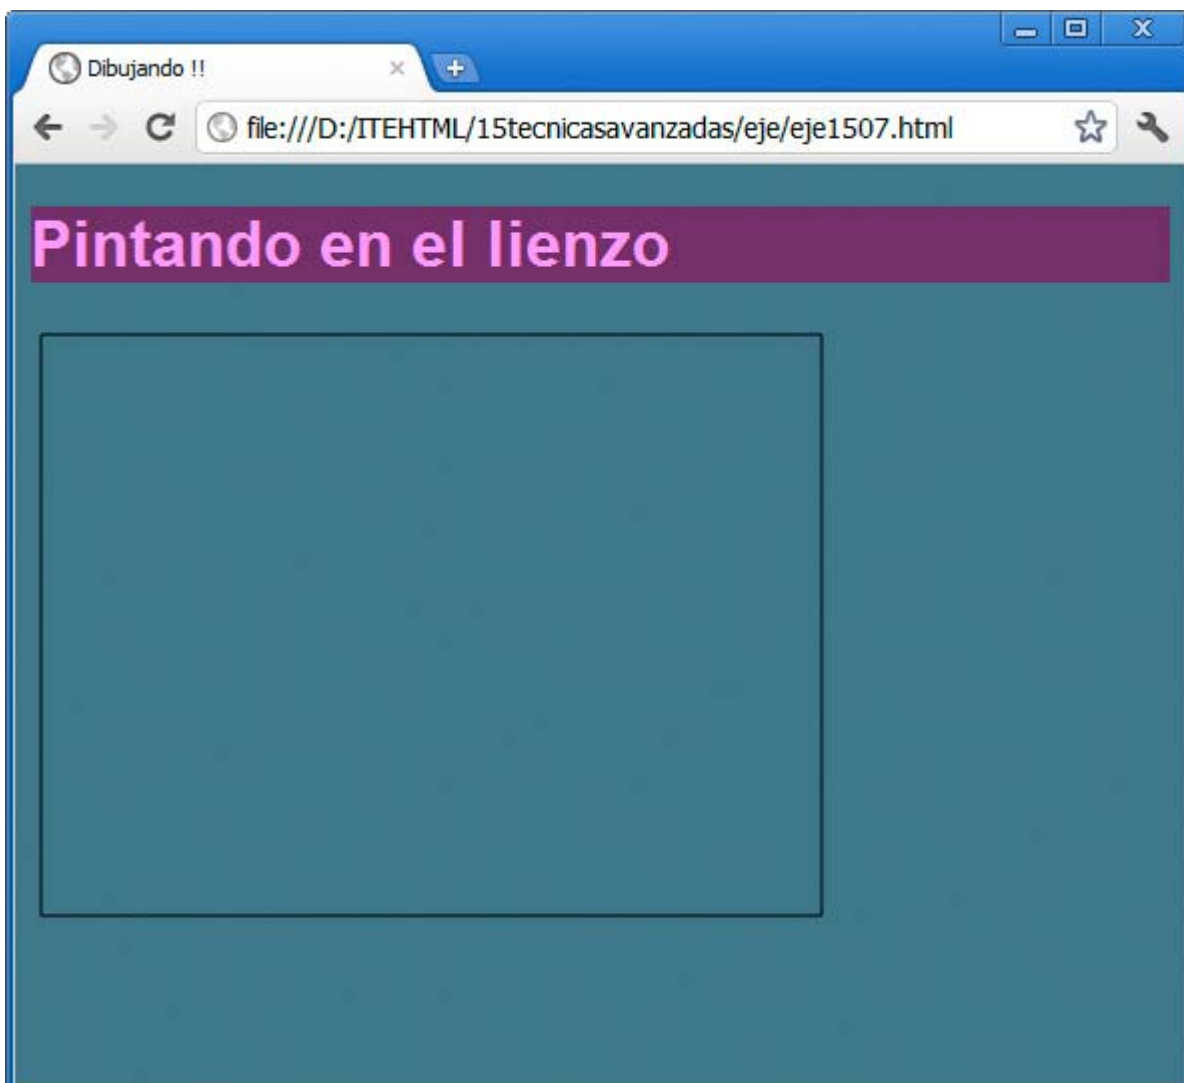 Dibujando !!
file:///D:/ITEHTML/15tecnicasavanzadas/eje/eje1507.html
Pintando en el lienzo